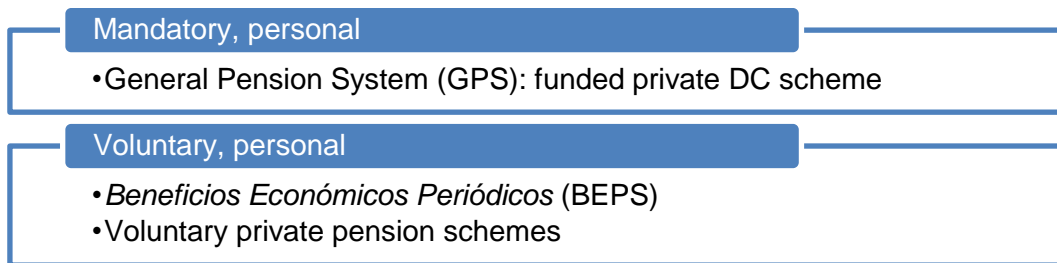 Mandatory, personal
•General Pension System (GPS): funded private DC scheme
Voluntary, personal
•Beneficios Económicos Periódicos (BEPS)
•Voluntary private pension schemes